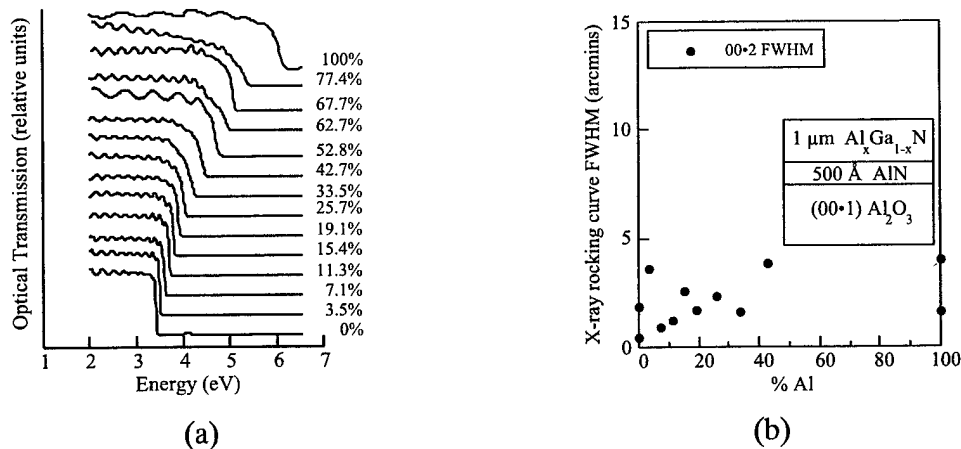 Optical Transmission (relative units)
100%
77.4%
67.7%
62.7%
52.8%
42.7%
33.5%
25.7%
19.1%
15.4%
11.3%
7.1%
3.5%
0%
1 2 3 4 5 6 7
Energy (eV)
(a)
X-ray rocking curve FWHM (arcmins)
15
10
5
0
00•2 FWHM
1 μm AlₓGa₁₋ₓN
500 Å AlN
(00•1) Al₂O₃
0 20 40 60 80 100
% Al
(b)